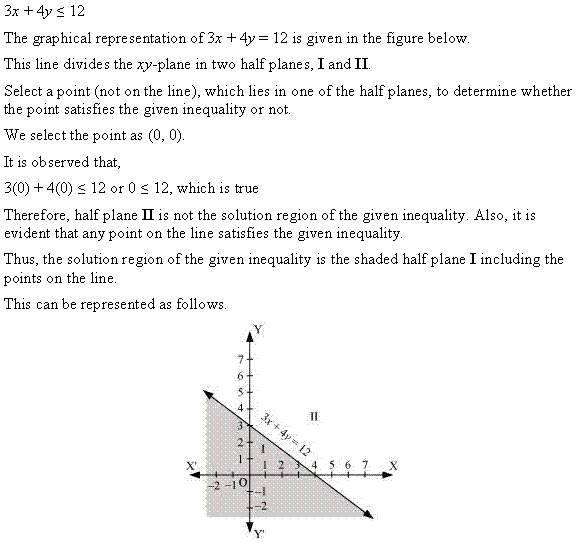 3x + 4y ≤ 12
The graphical representation of 3x + 4y = 12 is given in the figure below.
This line divides the xy-plane in two half planes, I and II.
Select a point (not on the line), which lies in one of the half planes, to determine whether
the point satisfies the given inequality or not.
We select the point as (0, 0).
It is observed that,
3(0) + 4(0) ≤ 12 or 0 ≤ 12, which is true
Therefore, half plane II is not the solution region of the given inequality. Also, it is
evident that any point on the line satisfies the given inequality.
Thus, the solution region of the given inequality is the shaded half plane I including the
points on the line.
This can be represented as follows.
Y
7
6
5
4
3
2
1
3x + 4y = 12
II
I
X'
-2 -1 O 1 2 3 4 5 6 7 X
-1
-2
Y'